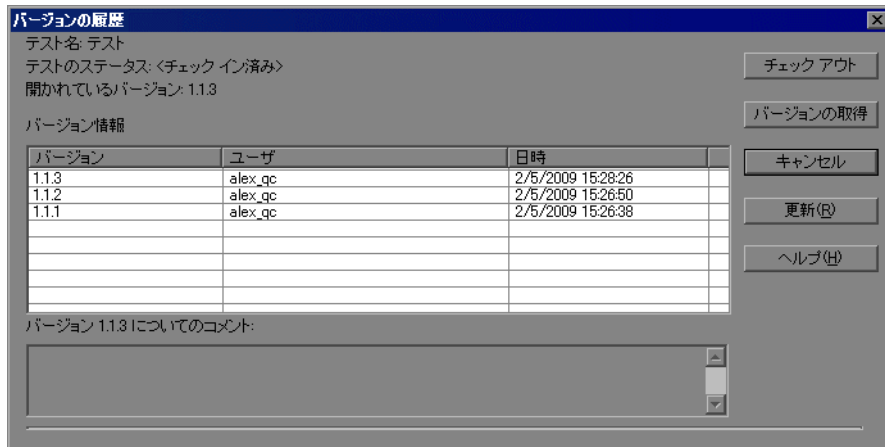 バージョンの履歴
テスト名: テスト
テストのステータス: <チェック イン済み>
開かれているバージョン: 1.1.3
バージョン情報
バージョン ユーザ 日時
1.1.3 alex_qc 2/5/2009 15:28:26
1.1.2 alex_qc 2/5/2009 15:26:50
1.1.1 alex_qc 2/5/2009 15:26:38
バージョン 1.1.3 についてのコメント:
チェック アウト
バージョンの取得
キャンセル
更新(R)
ヘルプ(H)